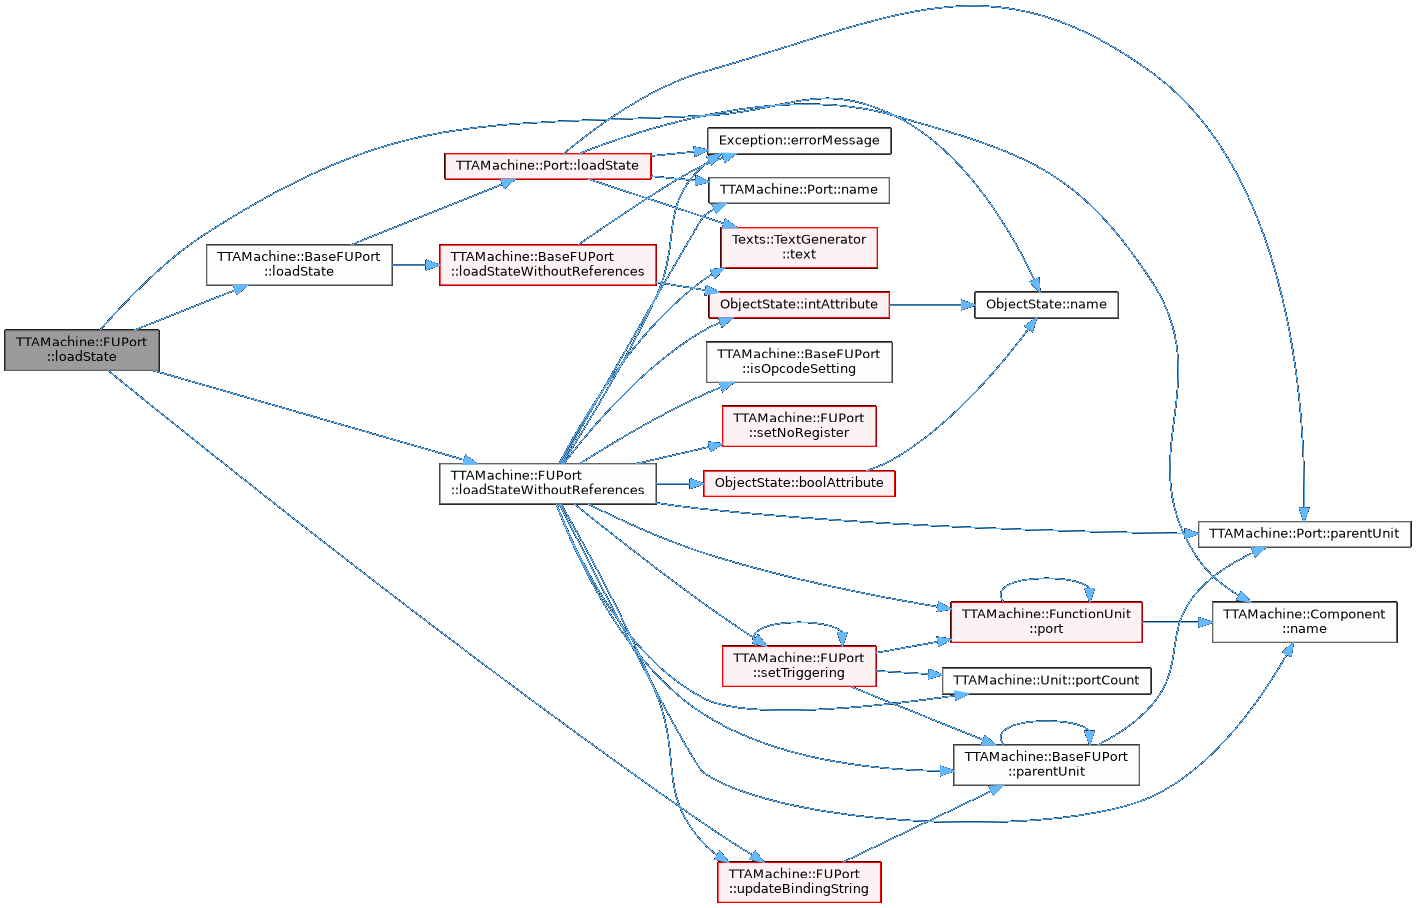 TTAMachine::FUPort
::loadState
TTAMachine::BaseFUPort
::loadState
TTAMachine::Port::loadState
TTAMachine::BaseFUPort
::loadStateWithoutReferences
TTAMachine::FUPort
::loadStateWithoutReferences
Exception::errorMessage
TTAMachine::Port::name
Texts::TextGenerator
::text
ObjectState::intAttribute
TTAMachine::BaseFUPort
::isOpcodeSetting
TTAMachine::FUPort
::setNoRegister
ObjectState::boolAttribute
TTAMachine::FUPort
::setTriggering
TTAMachine::FUPort
::updateBindingString
ObjectState::name
TTAMachine::FunctionUnit
::port
TTAMachine::Unit::portCount
TTAMachine::BaseFUPort
::parentUnit
TTAMachine::Port::parentUnit
TTAMachine::Component
::name